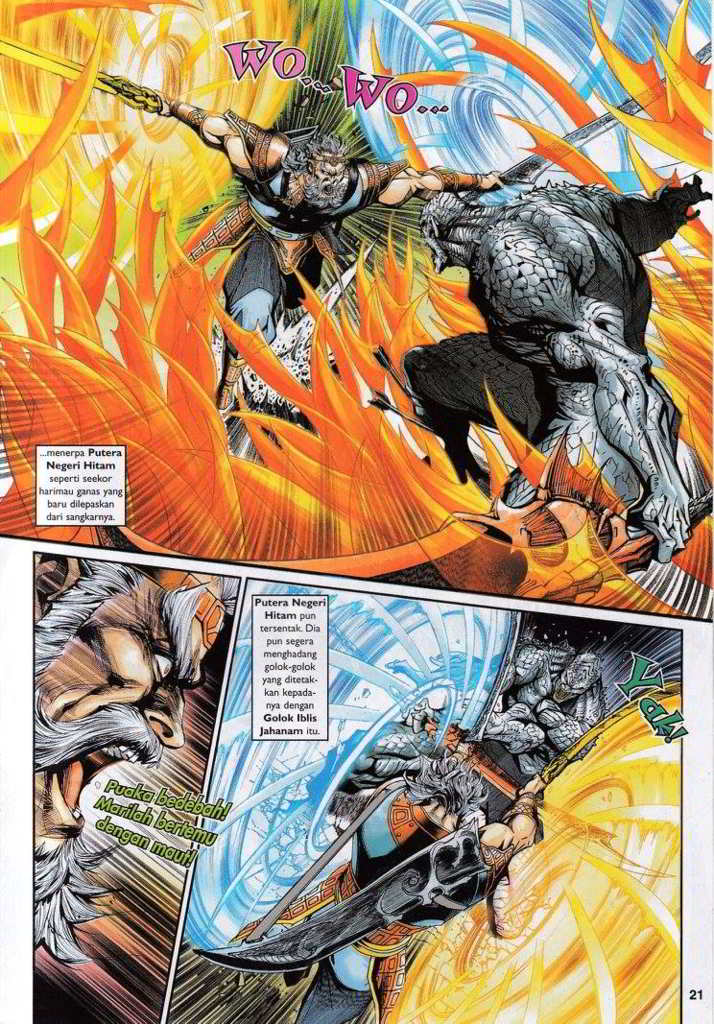 Wo... Wo...
...menerpa Putera
Negeri Hitam
seperti seekor
harimau ganas yang
baru dilepaskan
dari sangkarnya.
Puaka bedebah!
Marilah bertemu
dengan maut!
Putera Negeri
Hitam pun
tersentak. Dia
pun segera
menghadang
golok-golok
yang ditetak-
kan kepada-
nya dengan
Golok Iblis
Jahanam itu.
Yak!
21